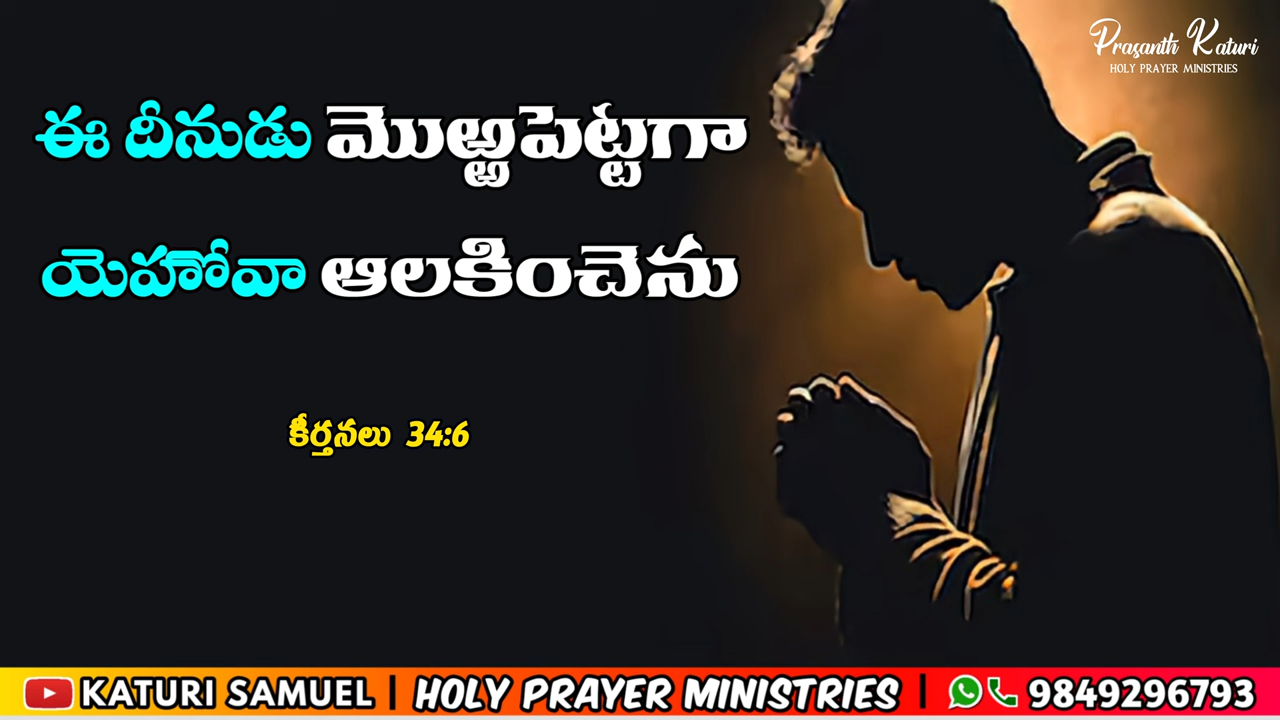 Prasanth Katuri
HOLY PRAYER MINISTRIES
ఈ దీనుడు మొఱ్ఱపెట్టగా
యెహోవా ఆలకించెను
కీర్తనలు 34:6
KATURI SAMUEL | HOLY PRAYER MINISTRIES | 9849296793